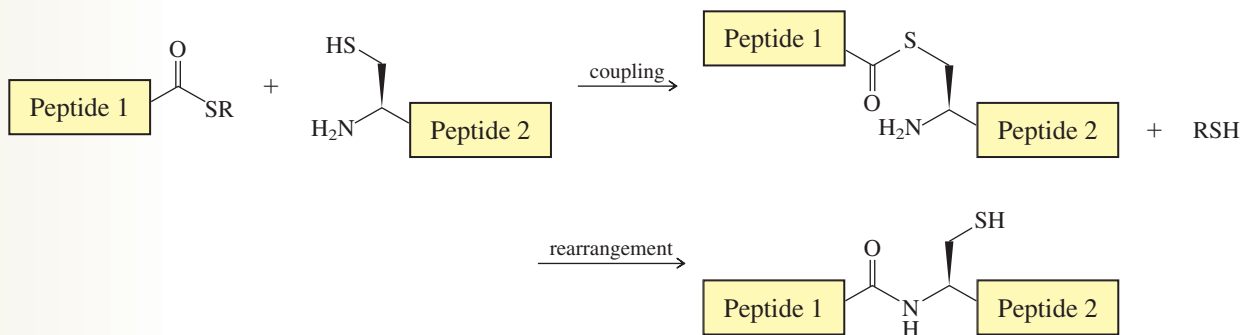 O
Peptide 1
SR
+
HS
H₂N
Peptide 2
coupling
Peptide 1
S
O
H₂N
Peptide 2
+
RSH
rearrangement
Peptide 1
O
N
H
SH
Peptide 2